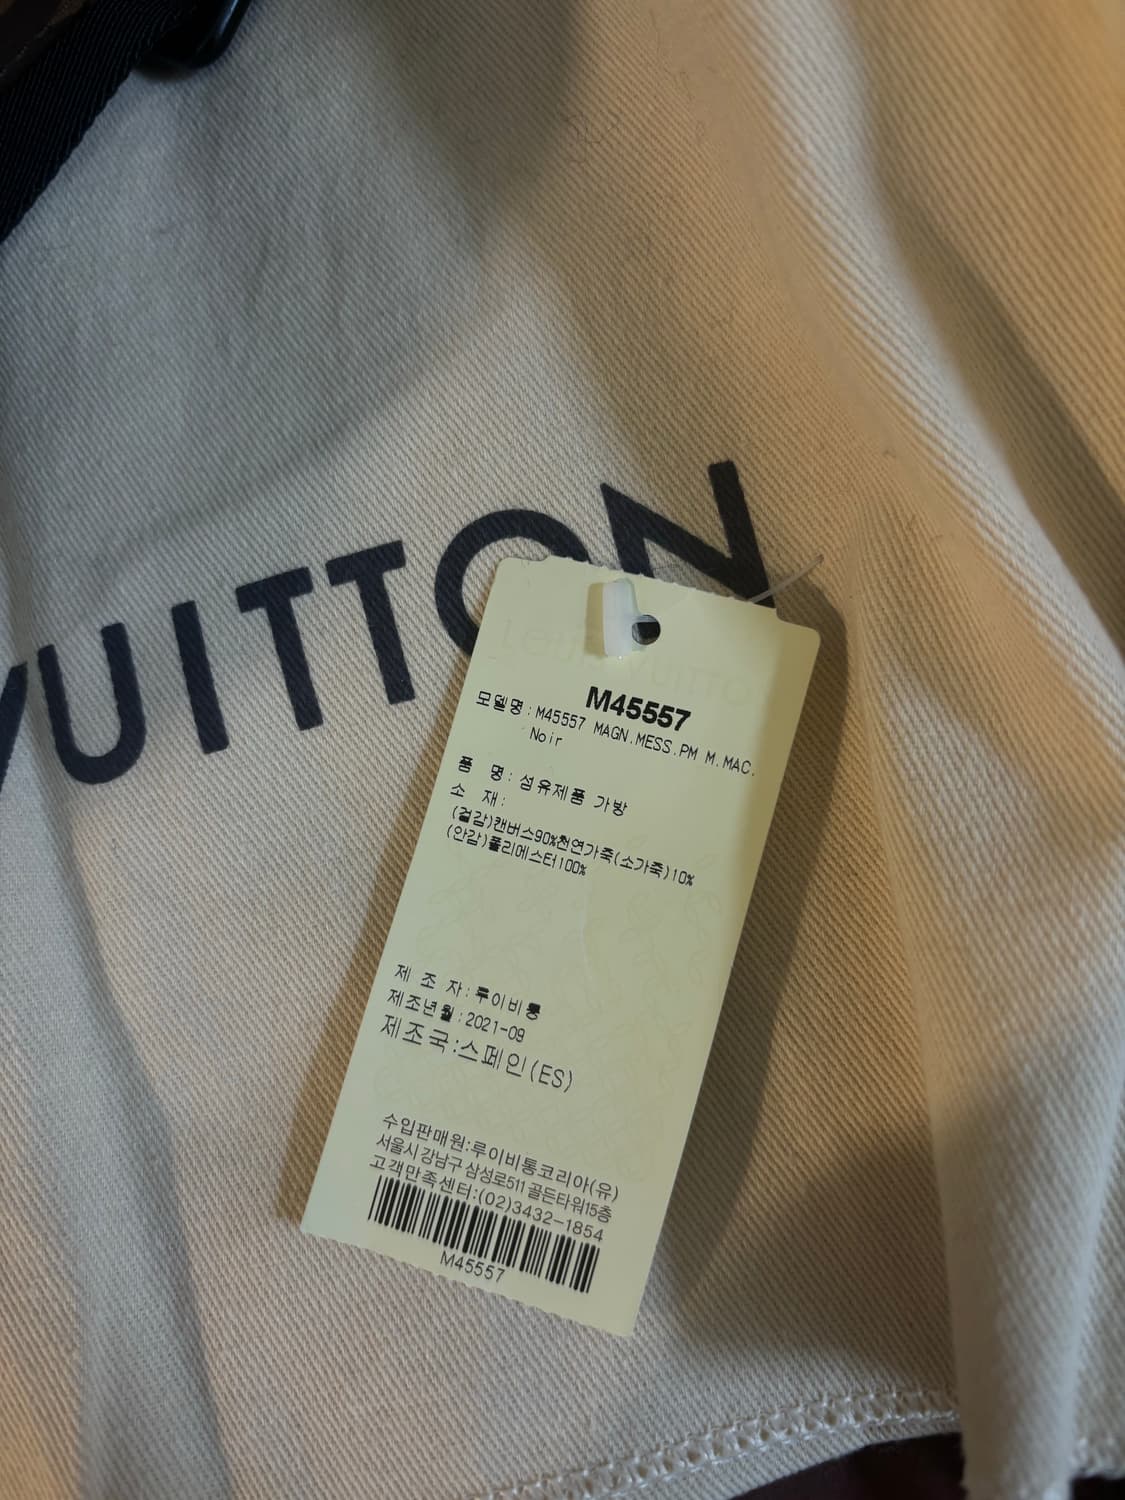 VUITTON
M45557
모델명:M45557 MAGN.MESS.PM M.MAC.
Noir
품 명:섬유제품 가방
소 재:
(겉감)캔버스90%천연가죽(소가죽)10%
(안감)폴리에스터100%
제 조 자:루이비통
제조년월:2021-09
제조국:스페인(ES)
수입판매원:루이비통코리아(유)
서울시강남구 삼성로511 골든타워15층
고객만족센터:(02)3432-1854
M45557